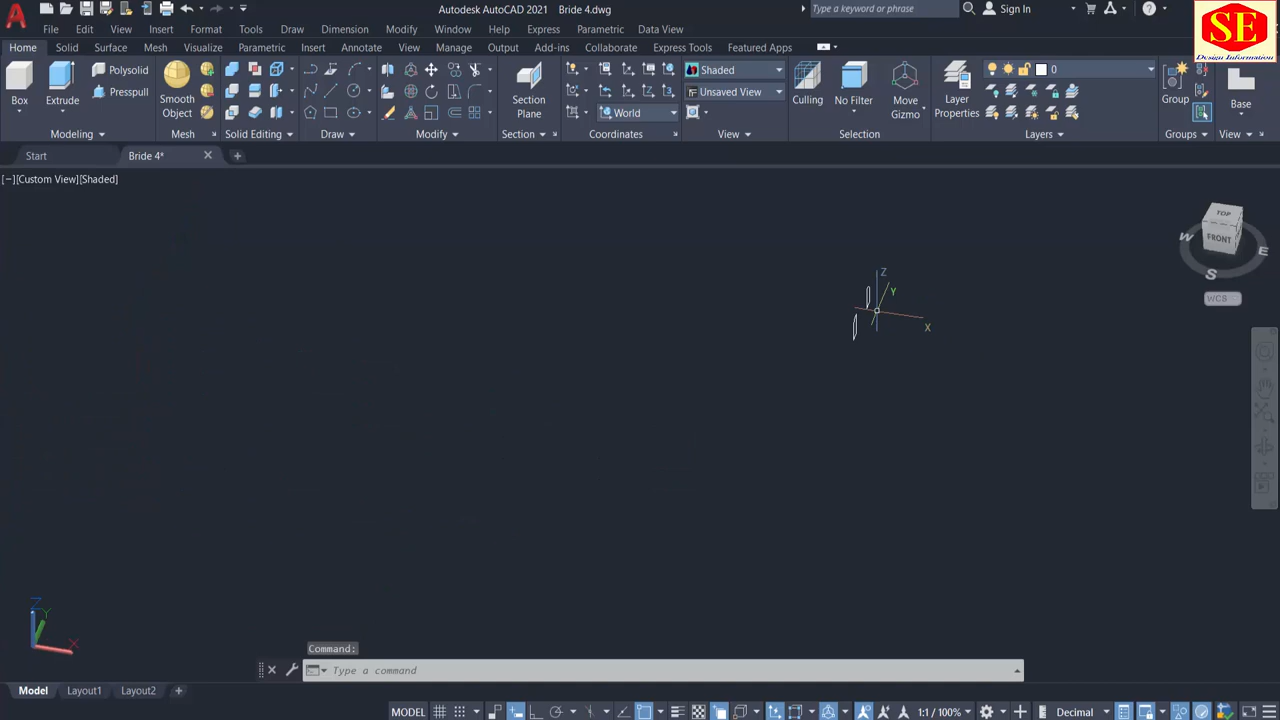 Autodesk AutoCAD 2021 Bride 4.dwg
Type a keyword or phrase
Sign In
File Edit View Insert Format Tools Draw Dimension Modify Window Help Express Parametric Data View
Home Solid Surface Mesh Visualize Parametric Insert Annotate View Manage Output Add-ins Collaborate Express Tools Featured Apps
SE
Design Information
Box
Extrude
Polysolid
Presspull
Smooth
Object
Section
Plane
World
Shaded
Unsaved View
Culling
No Filter
Move
Gizmo
Layer
Properties
0
Group
Base
Modeling Mesh Solid Editing Draw Modify Section Coordinates View Selection Layers Groups View
Start
Bride 4*
[−][Custom View][Shaded]
TOP
FRONT
W
E
S
WCS
Z
Y
X
Z
Y
X
Command:
Type a command
Model Layout1 Layout2
MODEL
1:1 / 100%
Decimal